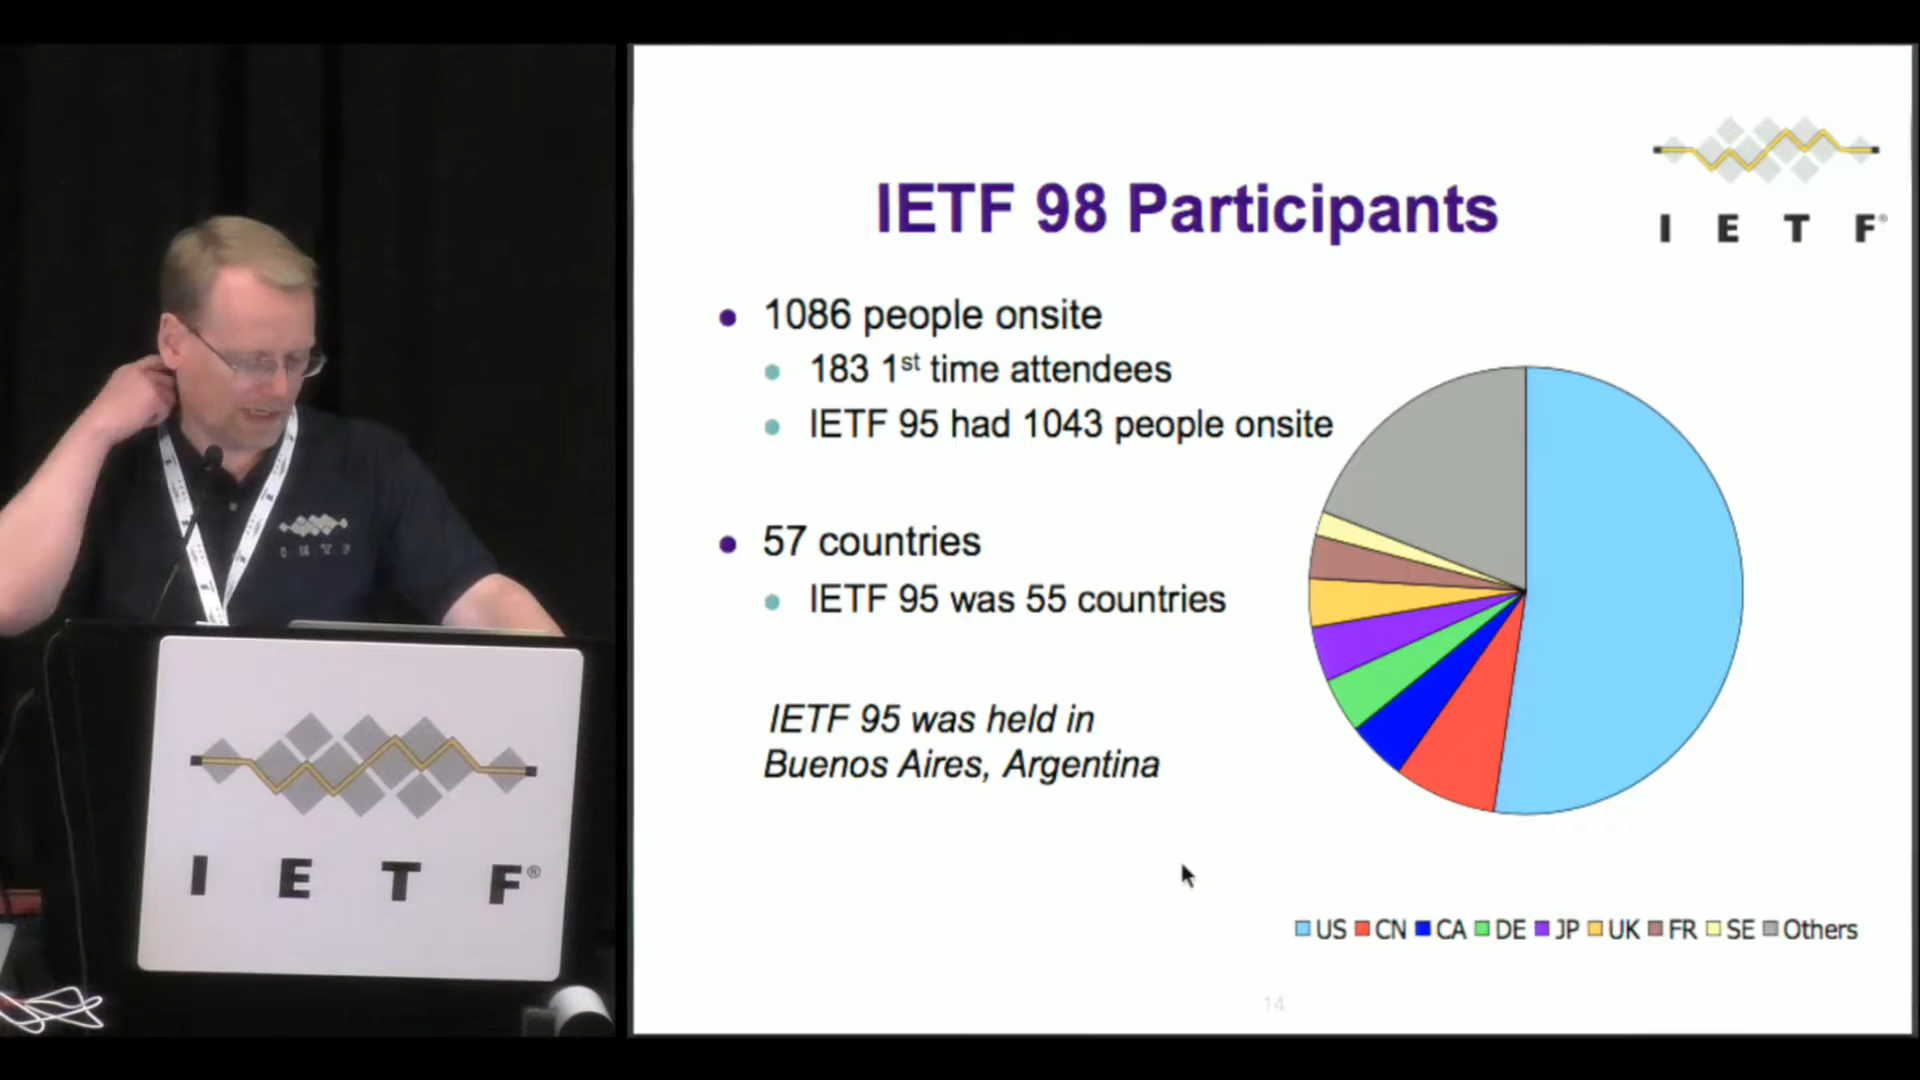 IETF 98 Participants
I E T F®
1086 people onsite
183 1st time attendees
IETF 95 had 1043 people onsite
57 countries
IETF 95 was 55 countries
IETF 95 was held in
Buenos Aires, Argentina
US CN CA DE JP UK FR SE Others
14
I E T F
I E T F®